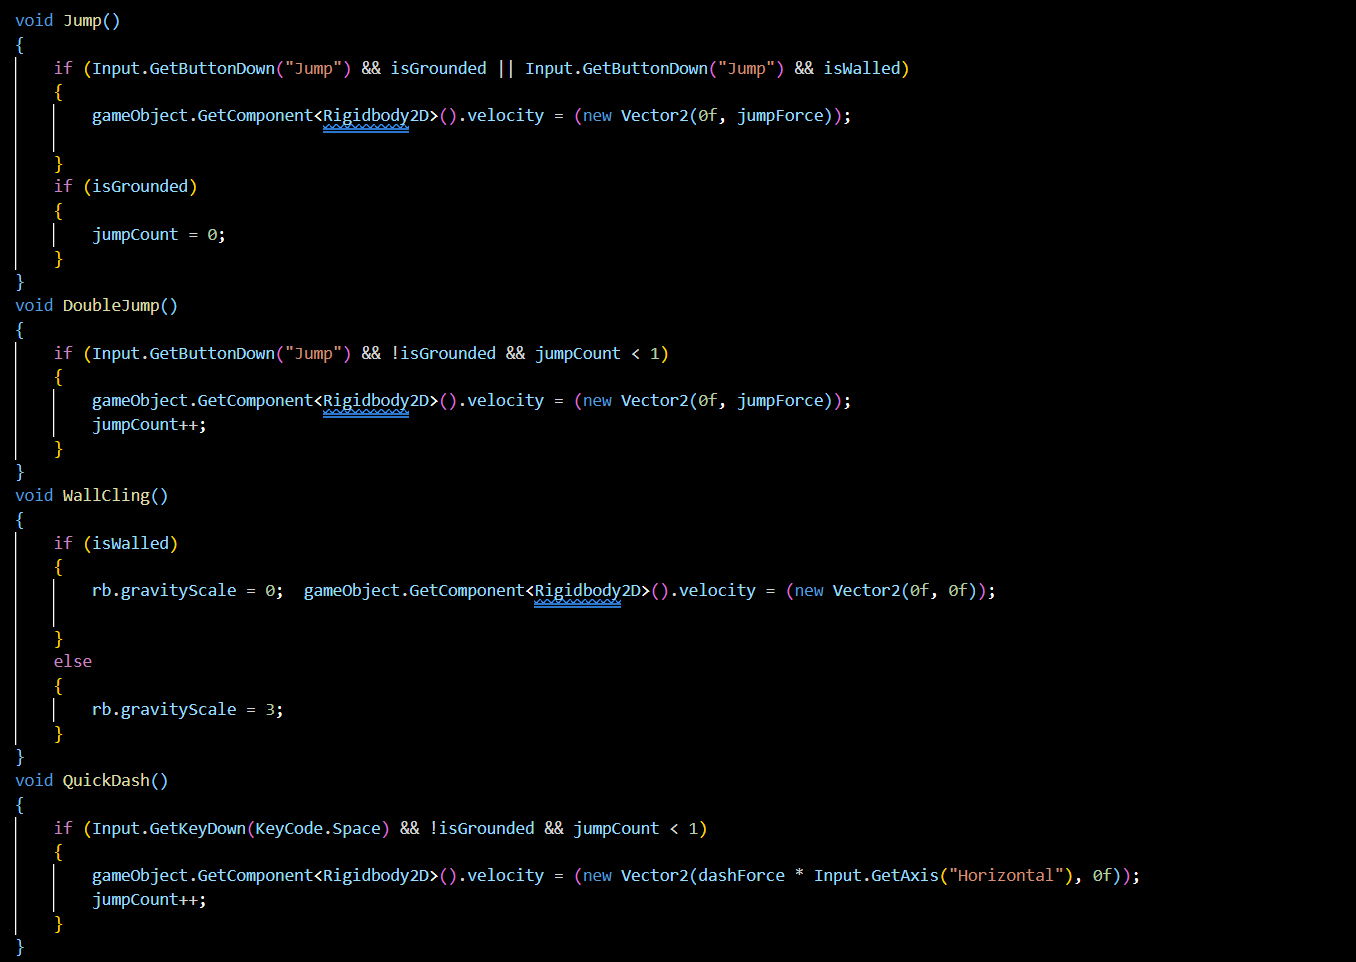 void Jump()
{
    if (Input.GetButtonDown("Jump") && isGrounded || Input.GetButtonDown("Jump") && isWalled)
    {
        gameObject.GetComponent<Rigidbody2D>().velocity = (new Vector2(0f, jumpForce));

    }
    if (isGrounded)
    {
        jumpCount = 0;
    }
}
void DoubleJump()
{
    if (Input.GetButtonDown("Jump") && !isGrounded && jumpCount < 1)
    {
        gameObject.GetComponent<Rigidbody2D>().velocity = (new Vector2(0f, jumpForce));
        jumpCount++;
    }
}
void WallCling()
{
    if (isWalled)
    {
        rb.gravityScale = 0;  gameObject.GetComponent<Rigidbody2D>().velocity = (new Vector2(0f, 0f));

    }
    else
    {
        rb.gravityScale = 3;
    }
}
void QuickDash()
{
    if (Input.GetKeyDown(KeyCode.Space) && !isGrounded && jumpCount < 1)
    {
        gameObject.GetComponent<Rigidbody2D>().velocity = (new Vector2(dashForce * Input.GetAxis("Horizontal"), 0f));
        jumpCount++;
    }
}